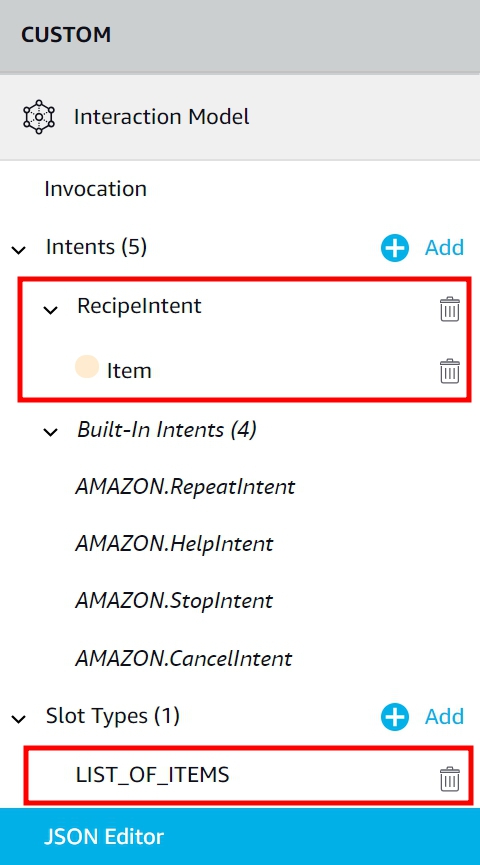 CUSTOM
Interaction Model
Invocation
Intents (5) Add
RecipeIntent
Item
Built-In Intents (4)
AMAZON.RepeatIntent
AMAZON.HelpIntent
AMAZON.StopIntent
AMAZON.CancelIntent
Slot Types (1) Add
LIST_OF_ITEMS
JSON Editor